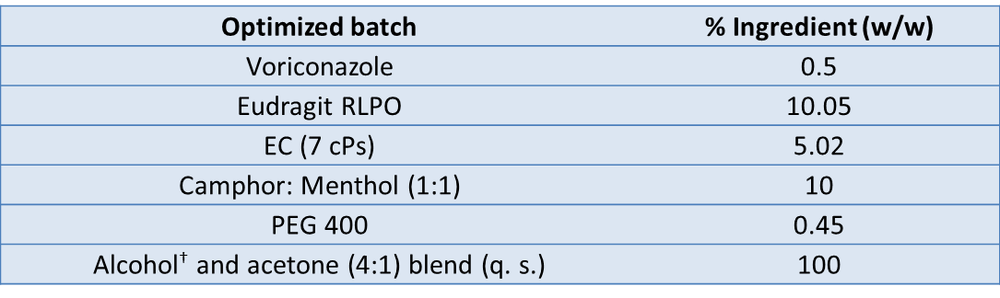 Optimized batch % Ingredient (w/w)
Voriconazole 0.5
Eudragit RLPO 10.05
EC (7 cPs) 5.02
Camphor: Menthol (1:1) 10
PEG 400 0.45
Alcohol† and acetone (4:1) blend (q. s.) 100